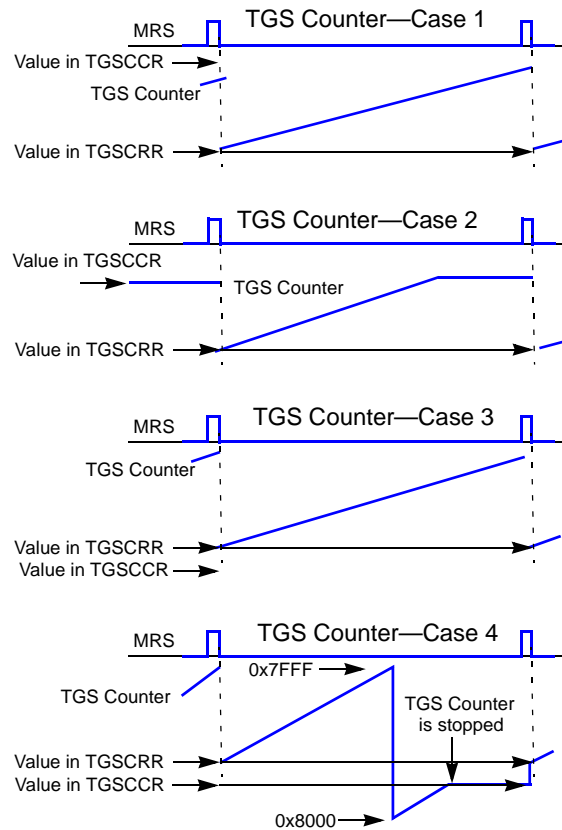 TGS Counter—Case 1
MRS
Value in TGSCCR
TGS Counter
Value in TGSCRR
TGS Counter—Case 2
MRS
Value in TGSCCR
TGS Counter
Value in TGSCRR
TGS Counter—Case 3
MRS
TGS Counter
Value in TGSCRR
Value in TGSCCR
TGS Counter—Case 4
MRS
0x7FFF
TGS Counter
TGS Counter
is stopped
Value in TGSCRR
Value in TGSCCR
0x8000